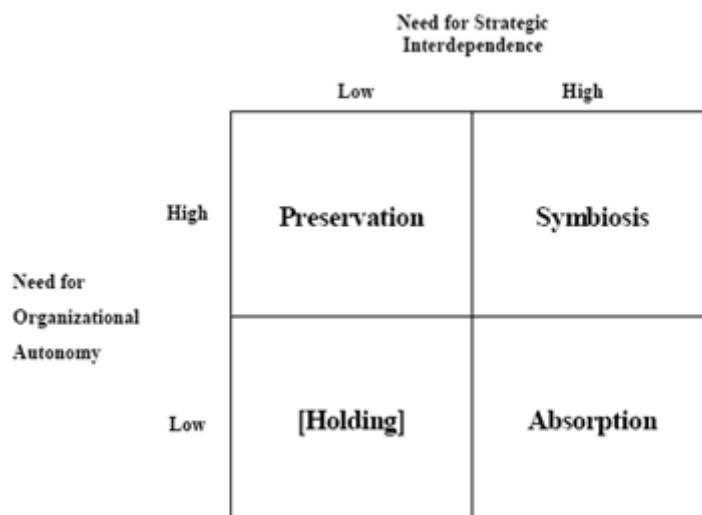 Need for Strategic
Interdependence
Low High
High Preservation Symbiosis
Need for
Organizational
Autonomy
Low [Holding] Absorption